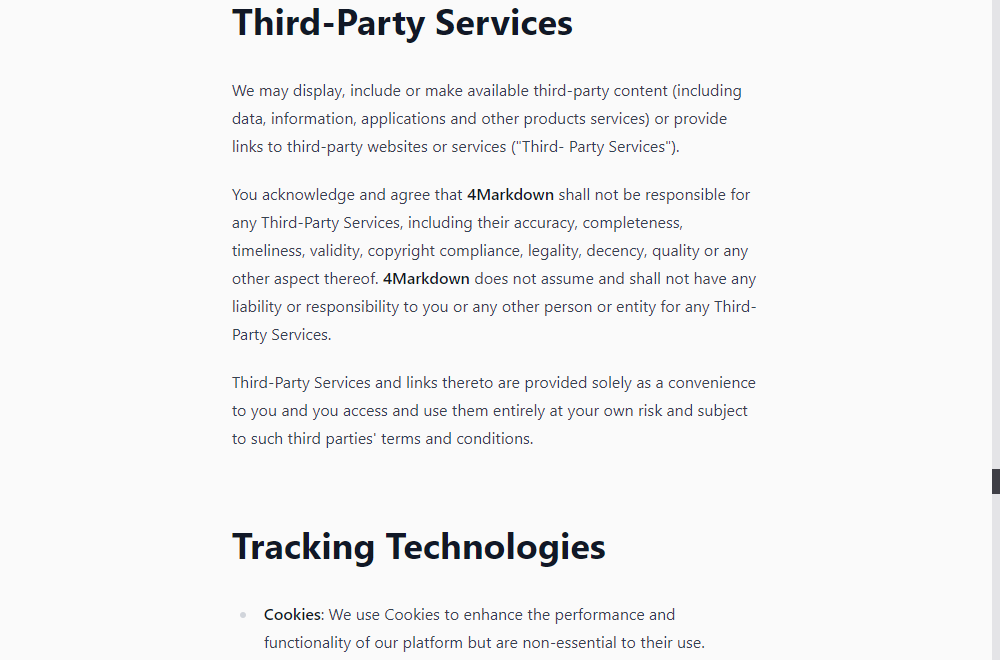 Third-Party Services
We may display, include or make available third-party content (including
data, information, applications and other products services) or provide
links to third-party websites or services ("Third- Party Services").
You acknowledge and agree that 4Markdown shall not be responsible for
any Third-Party Services, including their accuracy, completeness,
timeliness, validity, copyright compliance, legality, decency, quality or any
other aspect thereof. 4Markdown does not assume and shall not have any
liability or responsibility to you or any other person or entity for any Third-
Party Services.
Third-Party Services and links thereto are provided solely as a convenience
to you and you access and use them entirely at your own risk and subject
to such third parties' terms and conditions.
Tracking Technologies
Cookies: We use Cookies to enhance the performance and
functionality of our platform but are non-essential to their use.